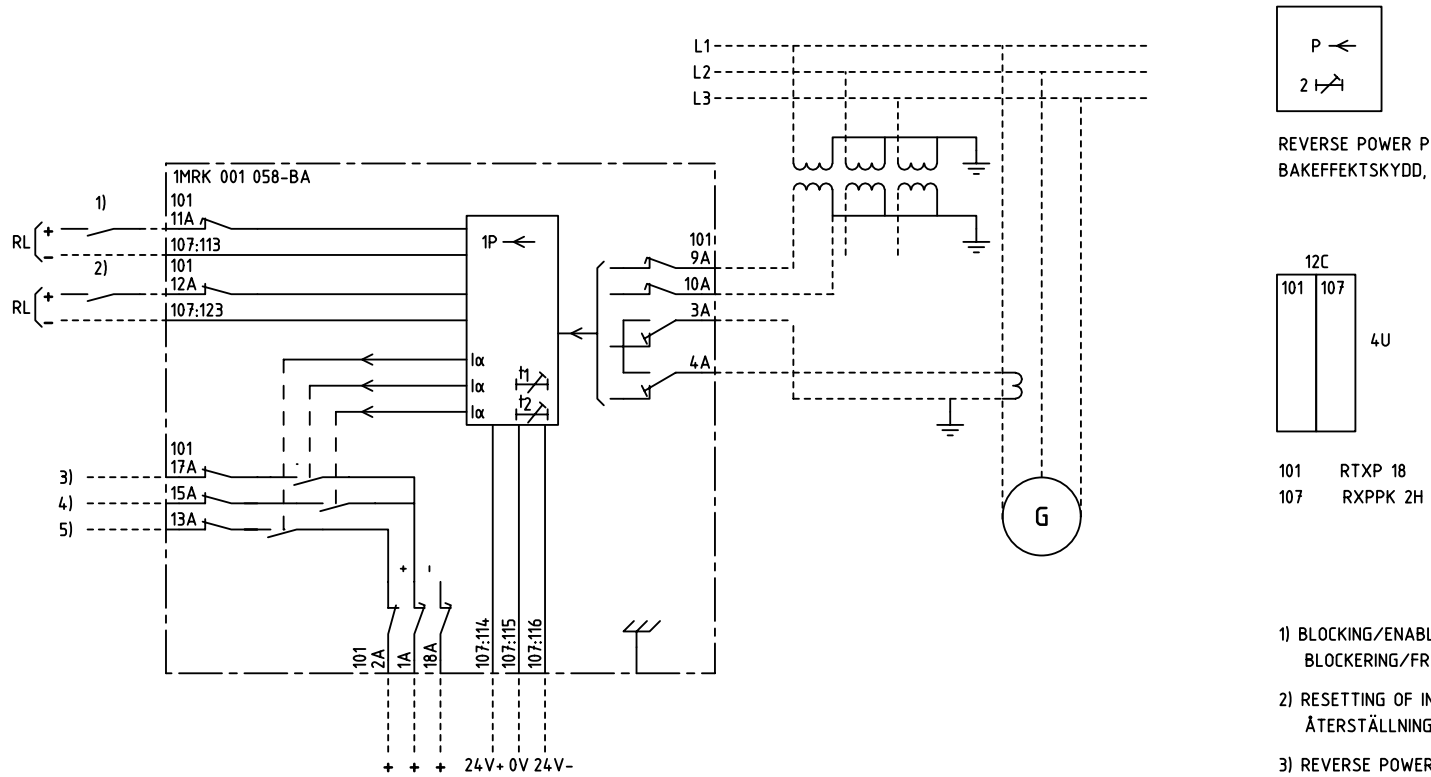 L1
L2
L3
P
2
REVERSE POWER P
BAKEFFEKTSKYDD,
1MRK 001 058-BA
101
1)
11A
RL + -
107:113
2)
101
12A
RL + -
107:123
1P
101
9A
10A
3A
4A
Iα
Iα
Iα
t1
t2
12C
101 107
4U
101
3) 17A
4) 15A
5) 13A
101 RTXP 18
107 RXPPK 2H
G
+ -
101
2A
1A
18A
107:114
107:115
107:116
+ + + 24V+ 0V 24V-
1) BLOCKING/ENABL
BLOCKERING/FR
2) RESETTING OF IN
ÅTERSTÄLLNING
3) REVERSE POWER